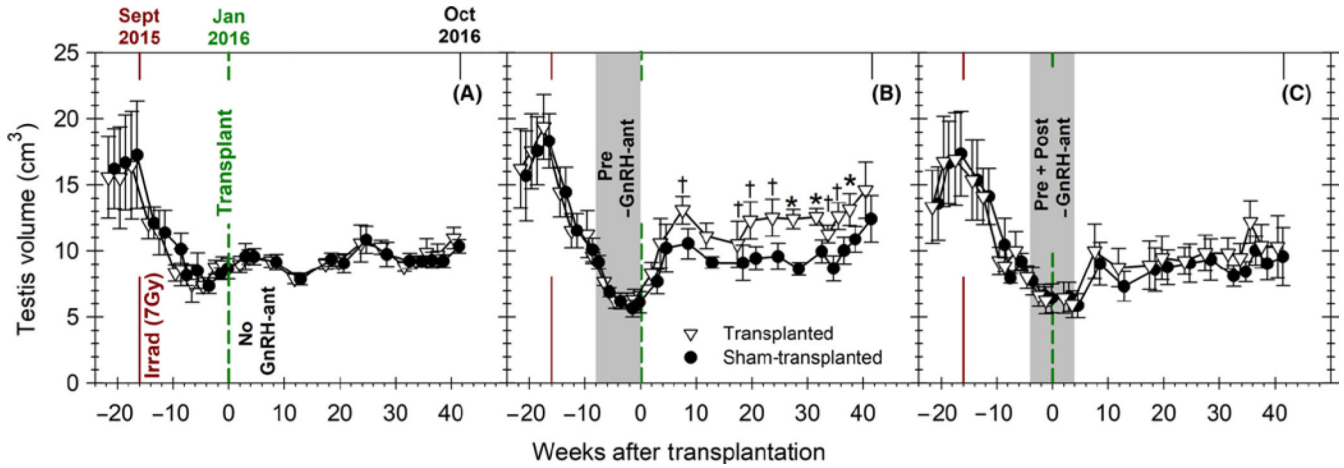 Sept
2015
Jan
2016
Oct
2016
25
20
15
10
5
0
Testis volume (cm³)
(A)
(B)
(C)
Irrad (7Gy)
Transplant
No
GnRH-ant
Pre
-GnRH-ant
Pre + Post
-GnRH-ant
† † † * * † † *
Transplanted
Sham-transplanted
−20 −10 0 10 20 30 40
−20 −10 0 10 20 30 40
−20 −10 0 10 20 30 40
Weeks after transplantation